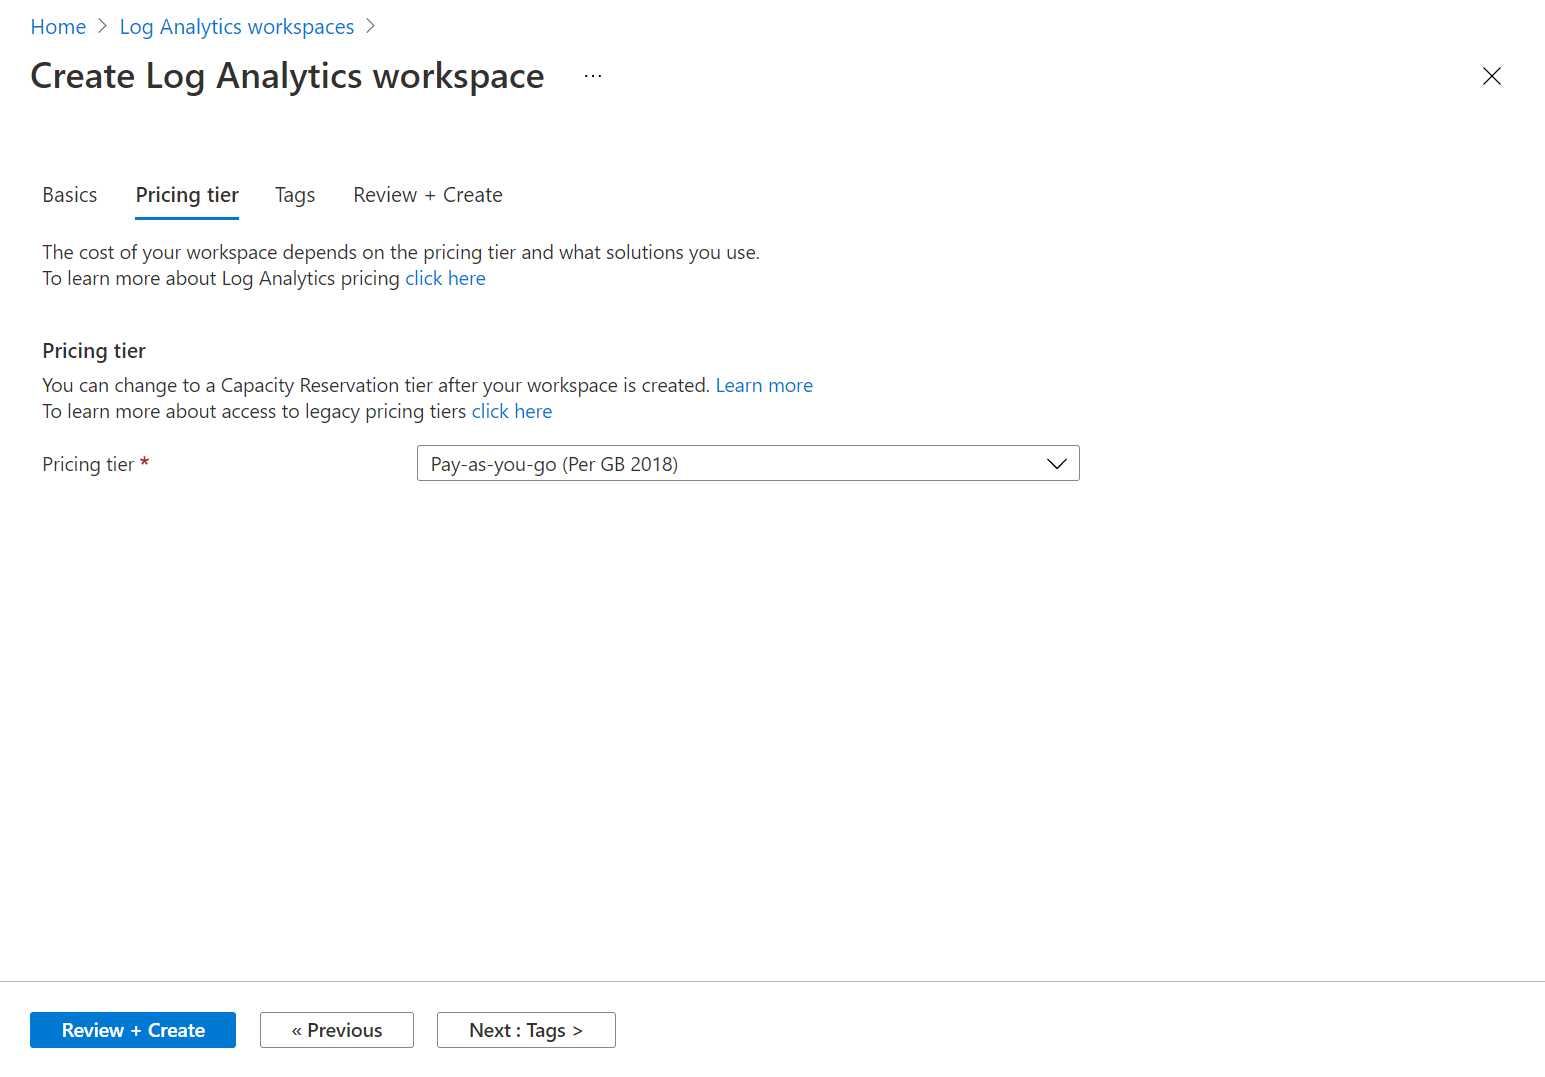 Home > Log Analytics workspaces >
Create Log Analytics workspace ...
Basics Pricing tier Tags Review + Create
The cost of your workspace depends on the pricing tier and what solutions you use.
To learn more about Log Analytics pricing click here
Pricing tier
You can change to a Capacity Reservation tier after your workspace is created. Learn more
To learn more about access to legacy pricing tiers click here
Pricing tier * Pay-as-you-go (Per GB 2018)
Review + Create « Previous Next : Tags >